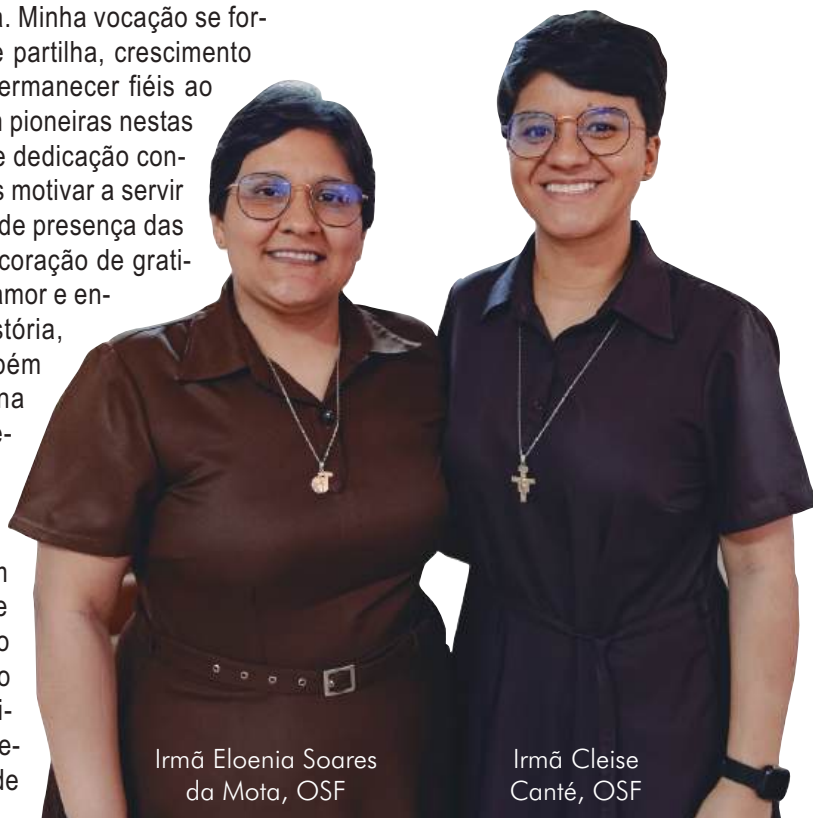 a. Minha vocação se for-
e partilha, crescimento
ermanecer fiéis ao
pioneiras nestas
e dedicação con-
s motivar a servir
de presença das
coração de grati-
amor e en-
stória,
bém
na
e-
e
o
o
i-
e-
de
Irmã Eloenia Soares
da Mota, OSF
Irmã Cleise
Canté, OSF